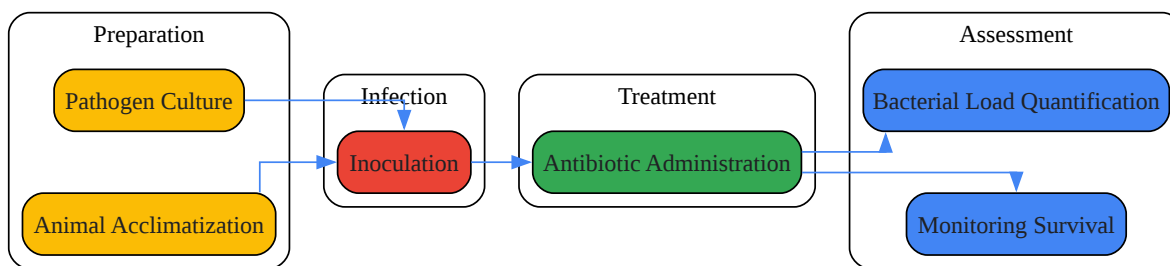 Preparation
Pathogen Culture
Animal Acclimatization
Infection
Inoculation
Treatment
Antibiotic Administration
Assessment
Bacterial Load Quantification
Monitoring Survival